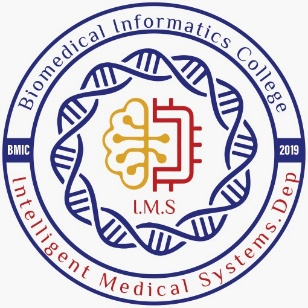 Biomedical Informatics College
BMIC
2019
I.M.S
Intelligent Medical Systems.Dep